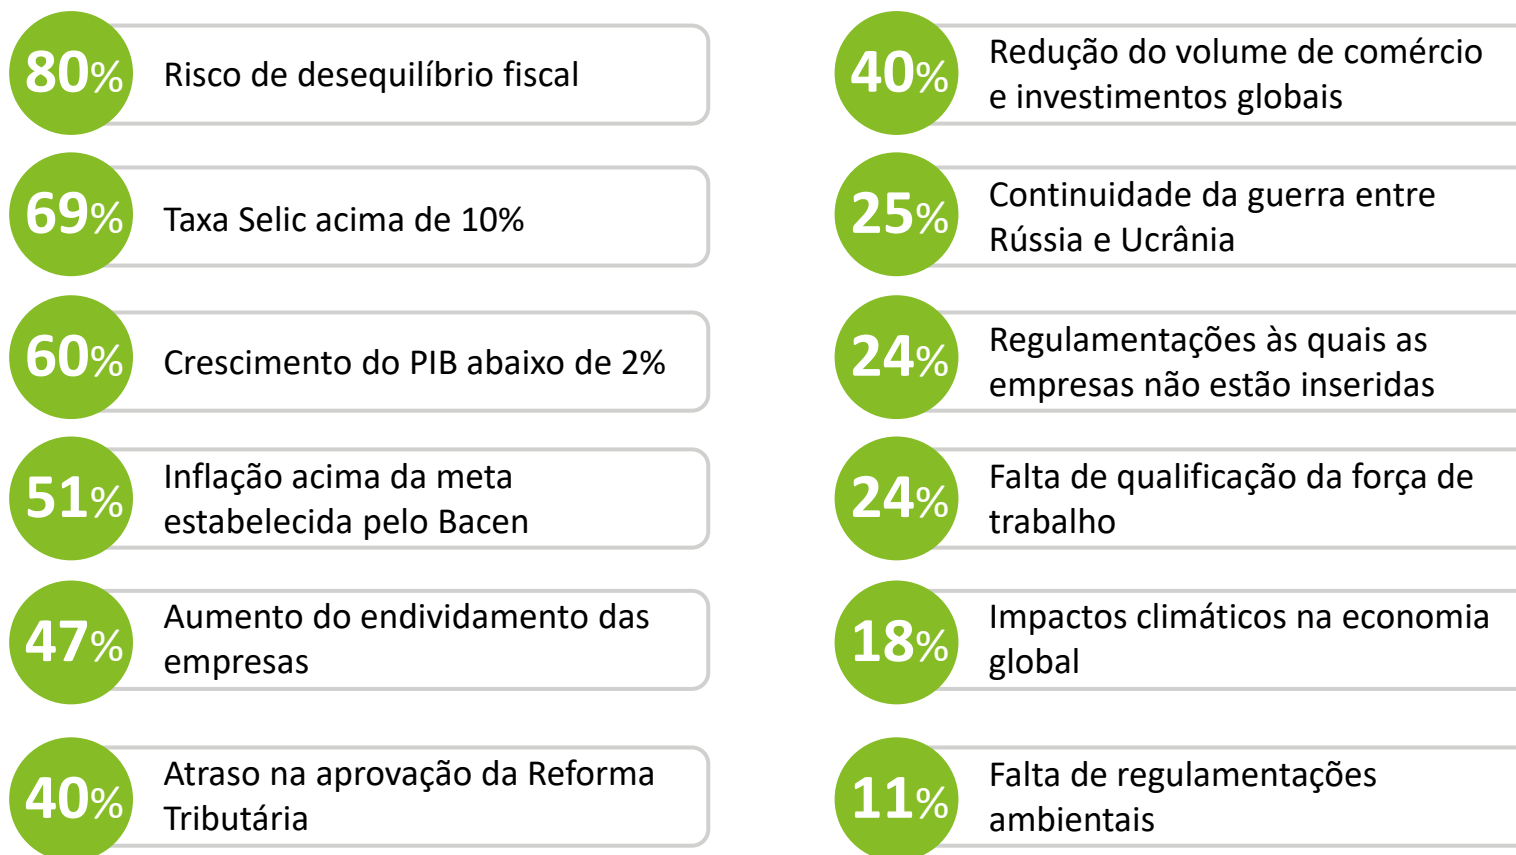 80%
Risco de desequilíbrio fiscal
69%
Taxa Selic acima de 10%
60%
Crescimento do PIB abaixo de 2%
51%
Inflação acima da meta
estabelecida pelo Bacen
47%
Aumento do endividamento das
empresas
40%
Atraso na aprovação da Reforma
Tributária
40%
Redução do volume de comércio
e investimentos globais
25%
Continuidade da guerra entre
Rússia e Ucrânia
24%
Regulamentações às quais as
empresas não estão inseridas
24%
Falta de qualificação da força de
trabalho
18%
Impactos climáticos na economia
global
11%
Falta de regulamentações
ambientais